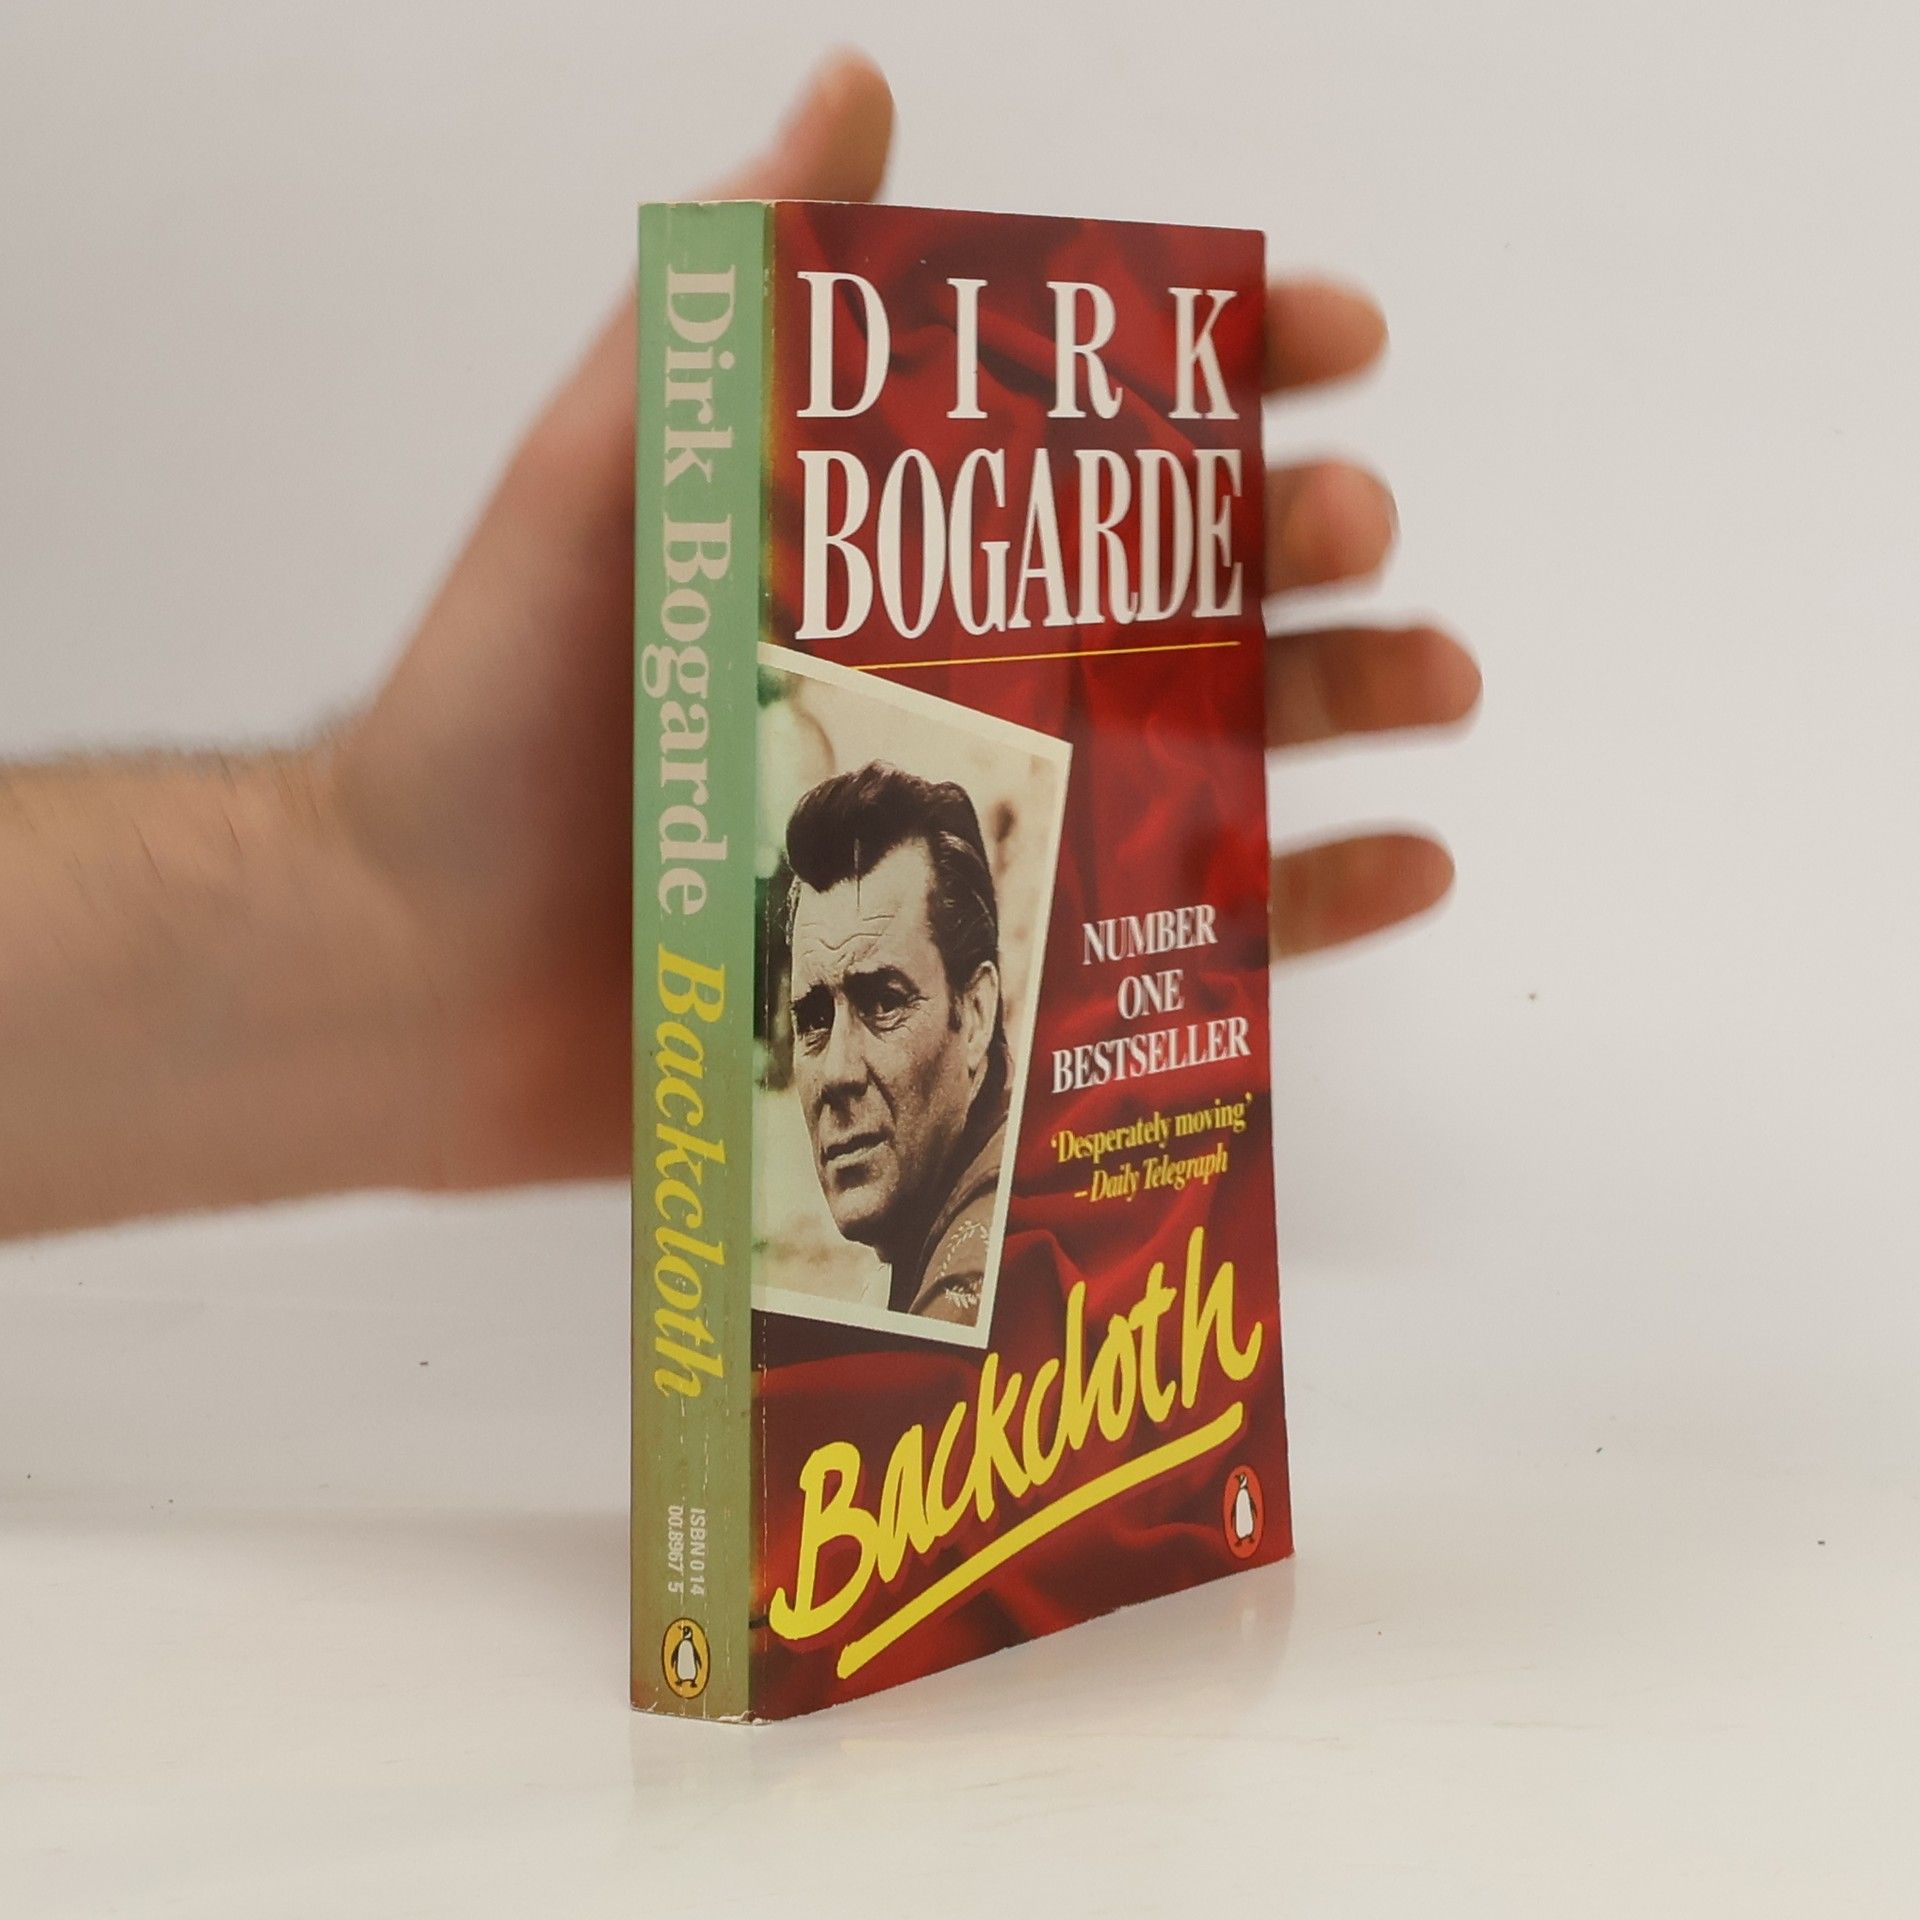 Dirk Bogarde Backcloth
ISBN 0 14
00.8967 5
DIRK
BOGARDE
NUMBER
ONE
BESTSELLER
‘Desperately moving’
– Daily Telegraph
Backcloth